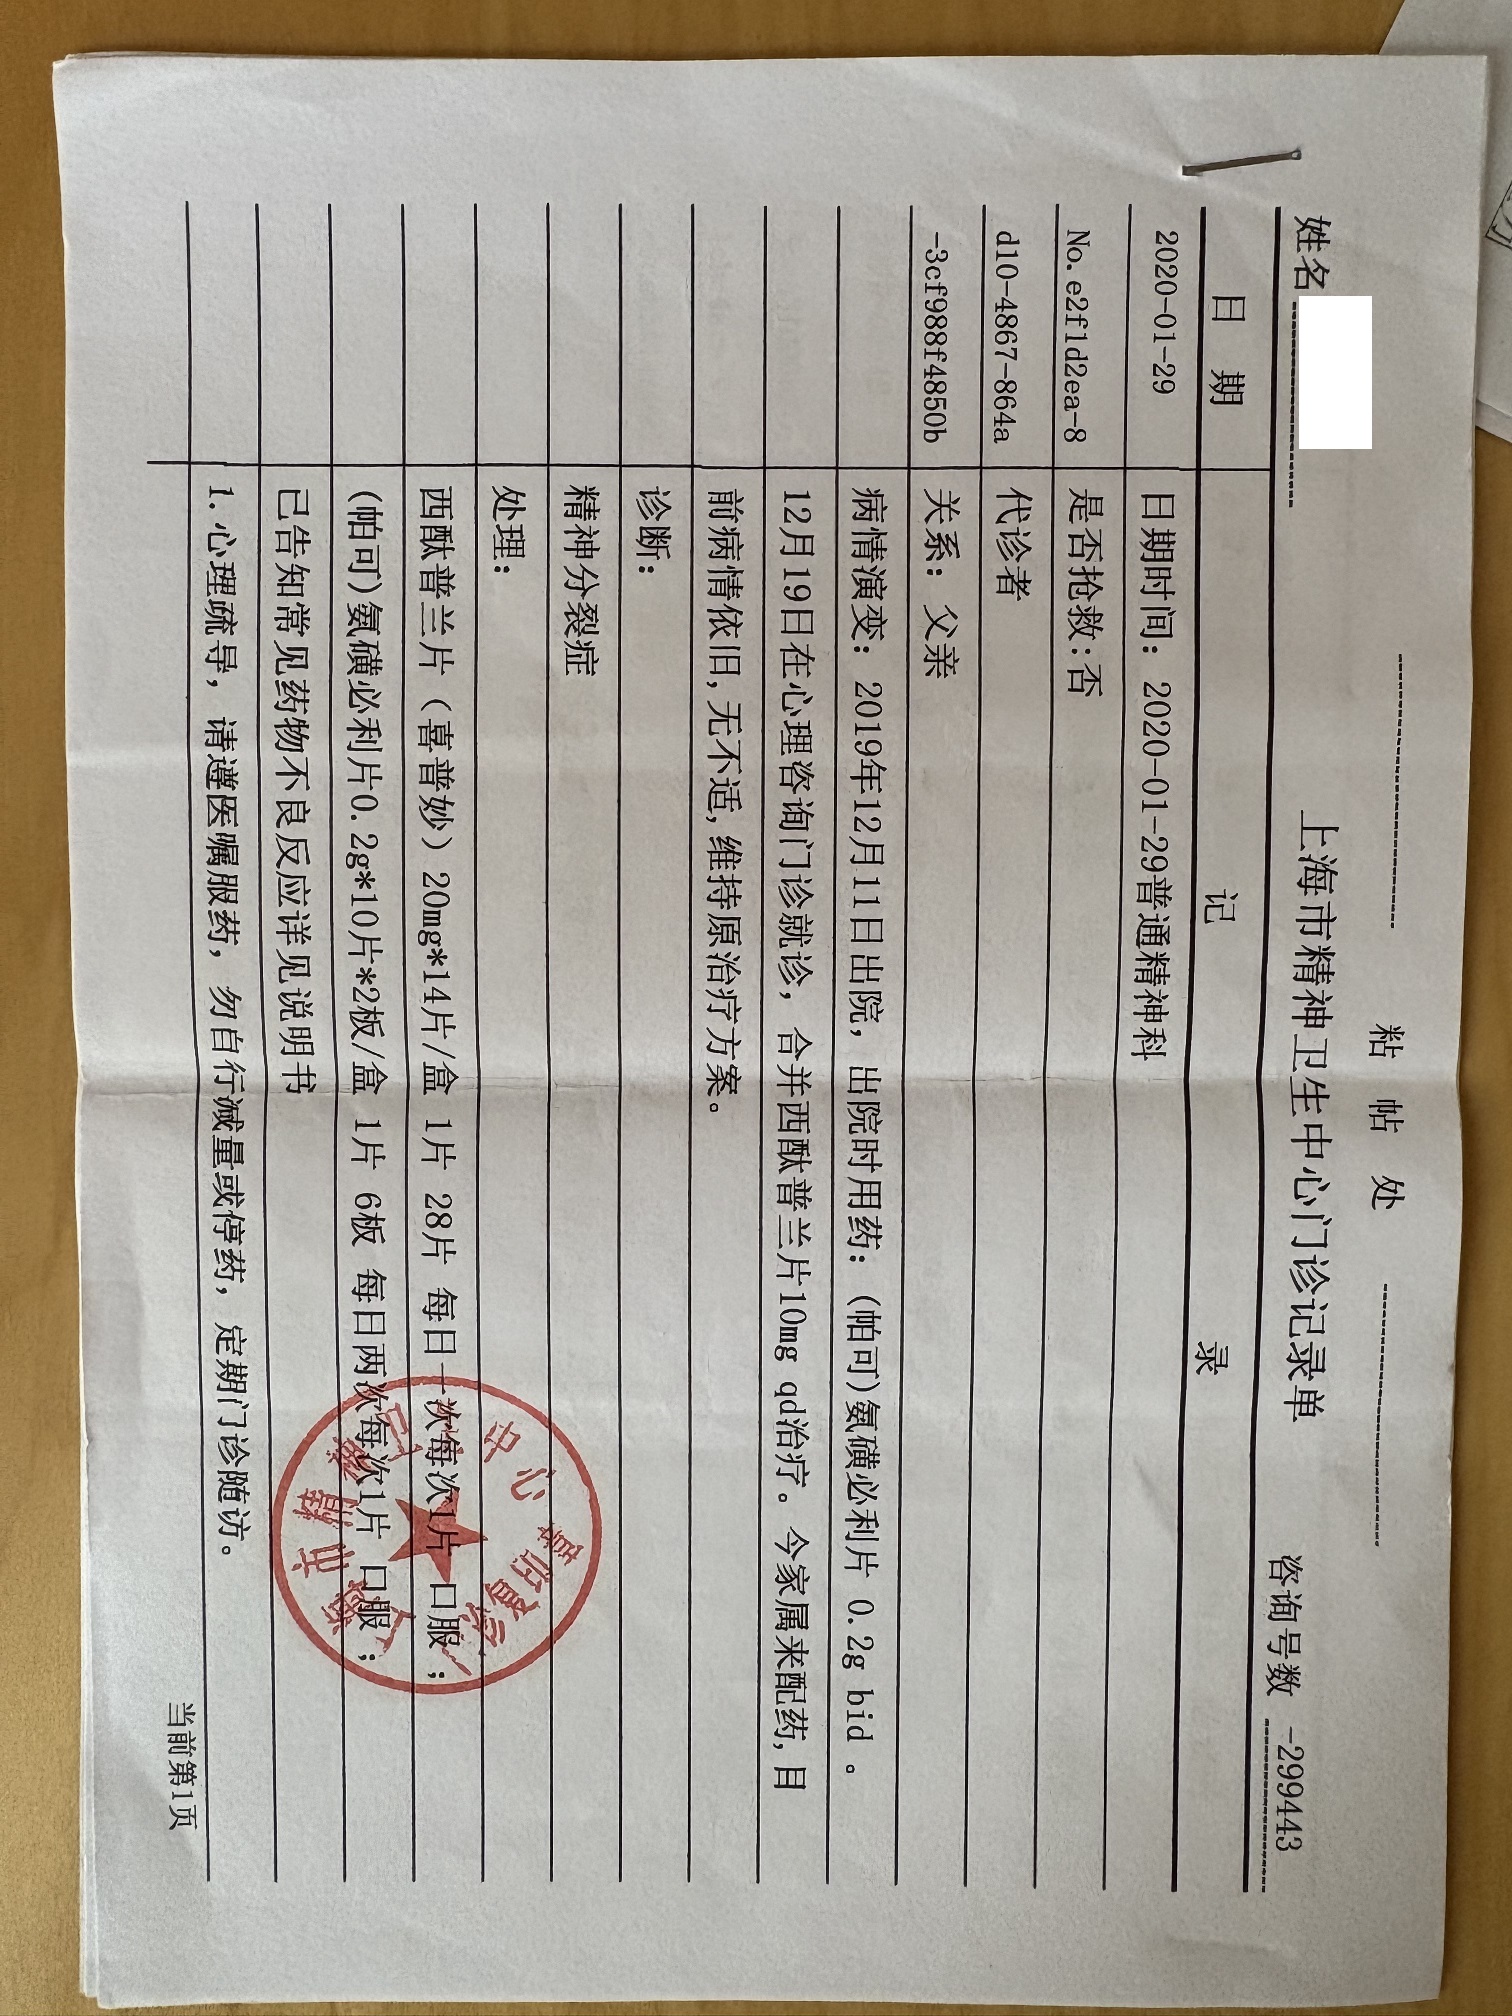 粘 帖 处
上海市精神卫生中心门诊记录单
姓名
咨询号数 -299443
日 期 记 录
2020-01-29 日期时间: 2020-01-29普通精神科
No.e2f1d2ea-8 是否抢救:否
d10-4867-864a 代诊者
-3cf988f4850b 关系: 父亲
病情演变: 2019年12月11日出院, 出院时用药: (帕可)氨磺必利片 0.2g bid 。
12月19日在心理咨询门诊就诊, 合并西酞普兰片10mg qd治疗。今家属来配药,目
前病情依旧,无不适,维持原治疗方案。
诊断:
精神分裂症
处理:
西酞普兰片 (喜普妙) 20mg*14片/盒 1片 28片 每日一次每次1片 口服 ;
(帕可)氨磺必利片0.2g*10片*2板/盒 1片 6板 每日两次每次1片 口服 ;
已告知常见药物不良反应详见说明书
1.心理疏导, 请遵医嘱服药, 勿自行减量或停药, 定期门诊随访。
当前第1页